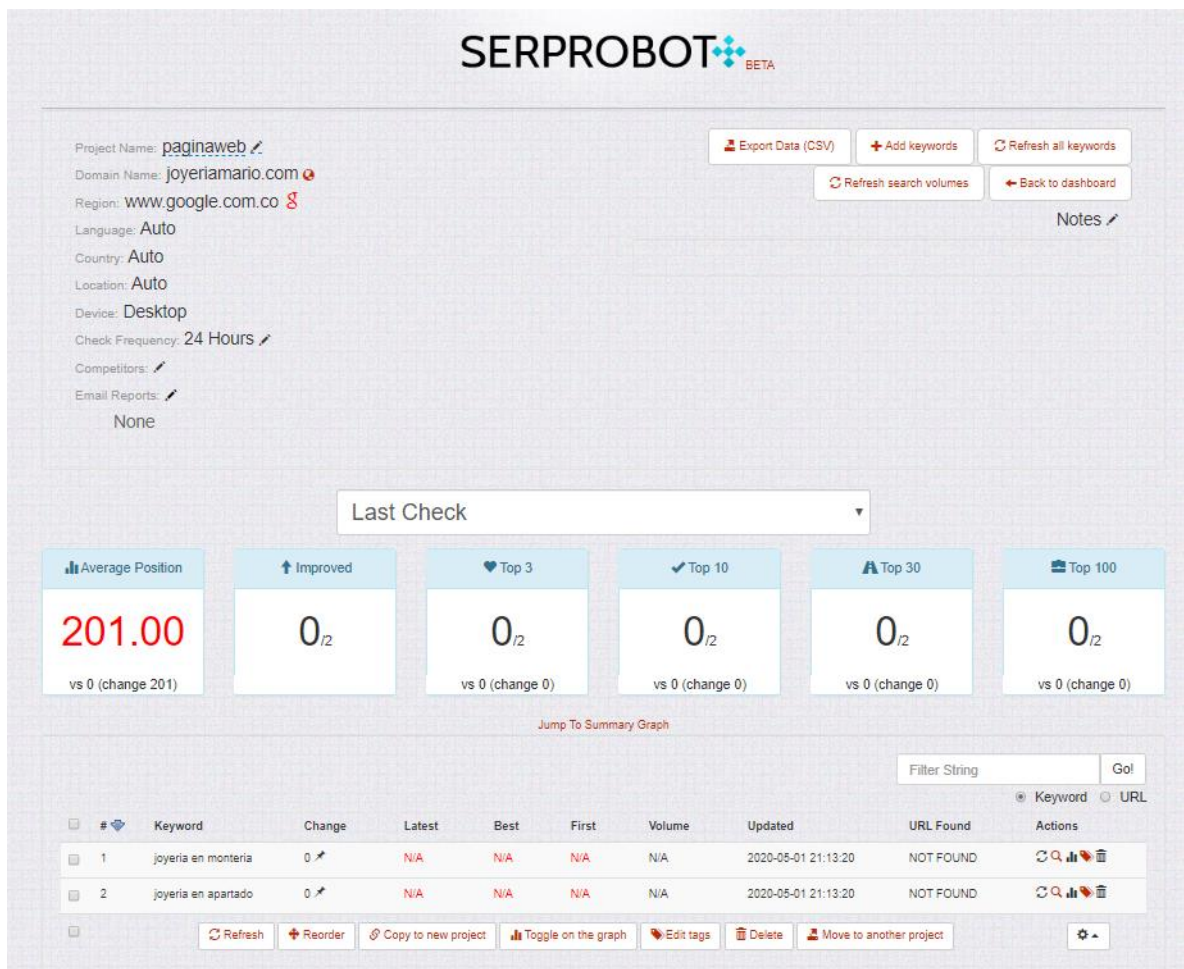 SERPROBOT BETA
Project Name: paginaweb
Domain Name: joyeriamario.com
Region: www.google.com.co
Language: Auto
Country: Auto
Location: Auto
Device: Desktop
Check Frequency: 24 Hours
Competitors:
Email Reports:
None
Export Data (CSV) Add keywords Refresh all keywords
Refresh search volumes Back to dashboard
Notes
Last Check
Average Position Improved Top 3 Top 10 Top 30 Top 100
201.00 0/2 0/2 0/2 0/2 0/2
vs 0 (change 201) vs 0 (change 0) vs 0 (change 0) vs 0 (change 0) vs 0 (change 0)
Jump To Summary Graph
Filter String Go!
Keyword URL
# Keyword Change Latest Best First Volume Updated URL Found Actions
1 joyeria en monteria 0 N/A N/A N/A N/A 2020-05-01 21:13:20 NOT FOUND
2 joyeria en apartado 0 N/A N/A N/A N/A 2020-05-01 21:13:20 NOT FOUND
Refresh Reorder Copy to new project Toggle on the graph Edit tags Delete Move to another project